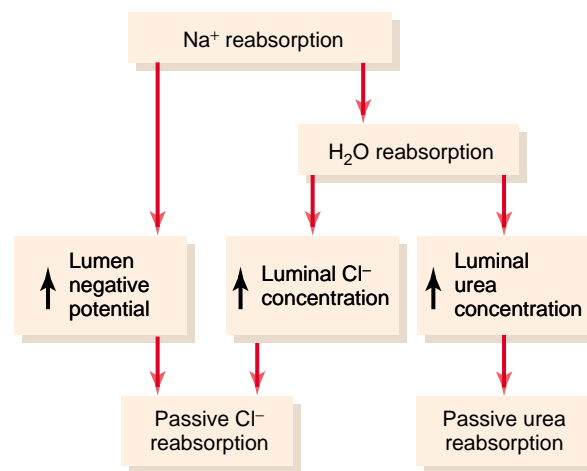 Na⁺ reabsorption
H₂O reabsorption
Lumen
negative
potential
Luminal Cl⁻
concentration
Luminal
urea
concentration
Passive Cl⁻
reabsorption
Passive urea
reabsorption